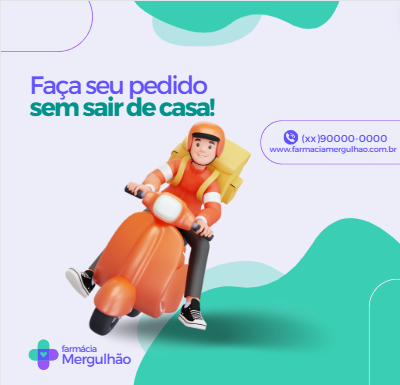 Faça seu pedido
sem sair de casa!
(xx)90000-0000
www.farmaciamergulhao.com.br
farmácia
Mergulhão